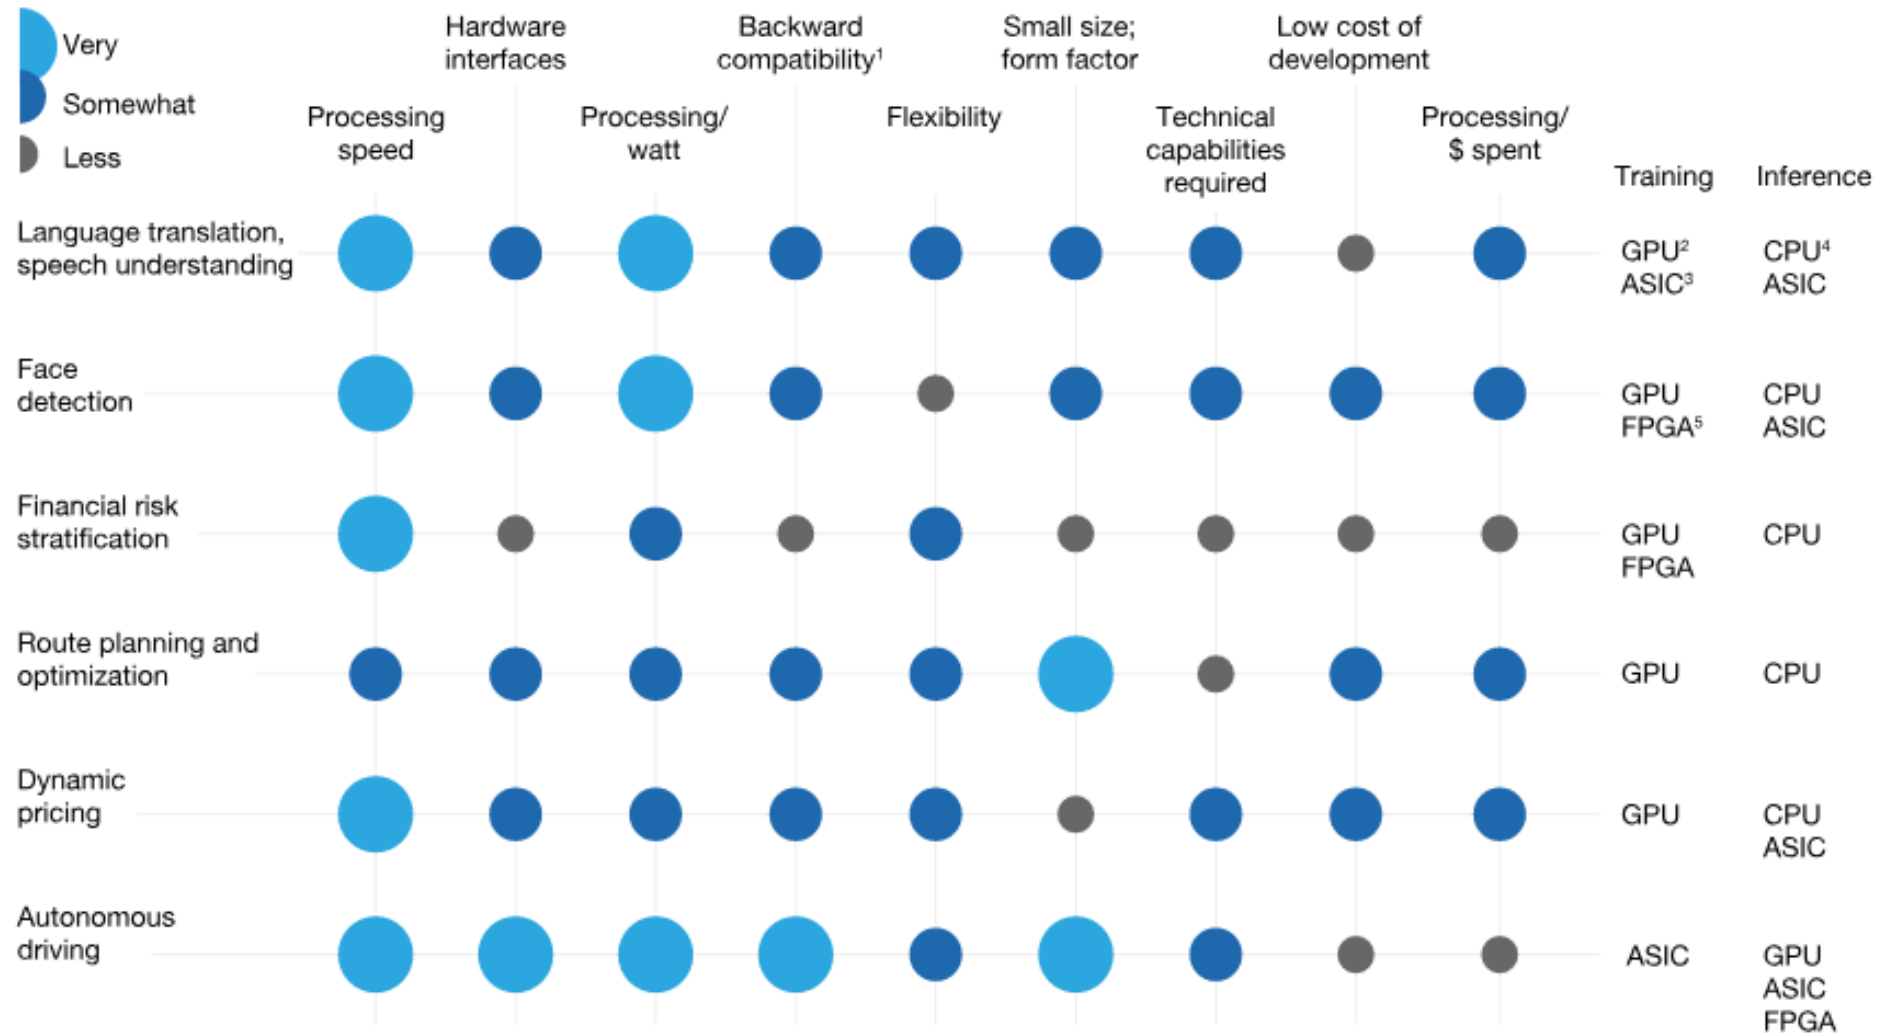 Very
Somewhat
Less
Hardware
interfaces
Backward
compatibility¹
Small size;
form factor
Low cost of
development
Processing
speed
Processing/
watt
Flexibility
Technical
capabilities
required
Processing/
$ spent
Training
Inference
Language translation,
speech understanding
GPU²
ASIC³
CPU⁴
ASIC
Face
detection
GPU
FPGA⁵
CPU
ASIC
Financial risk
stratification
GPU
FPGA
CPU
Route planning and
optimization
GPU
CPU
Dynamic
pricing
GPU
CPU
ASIC
Autonomous
driving
ASIC
GPU
ASIC
FPGA